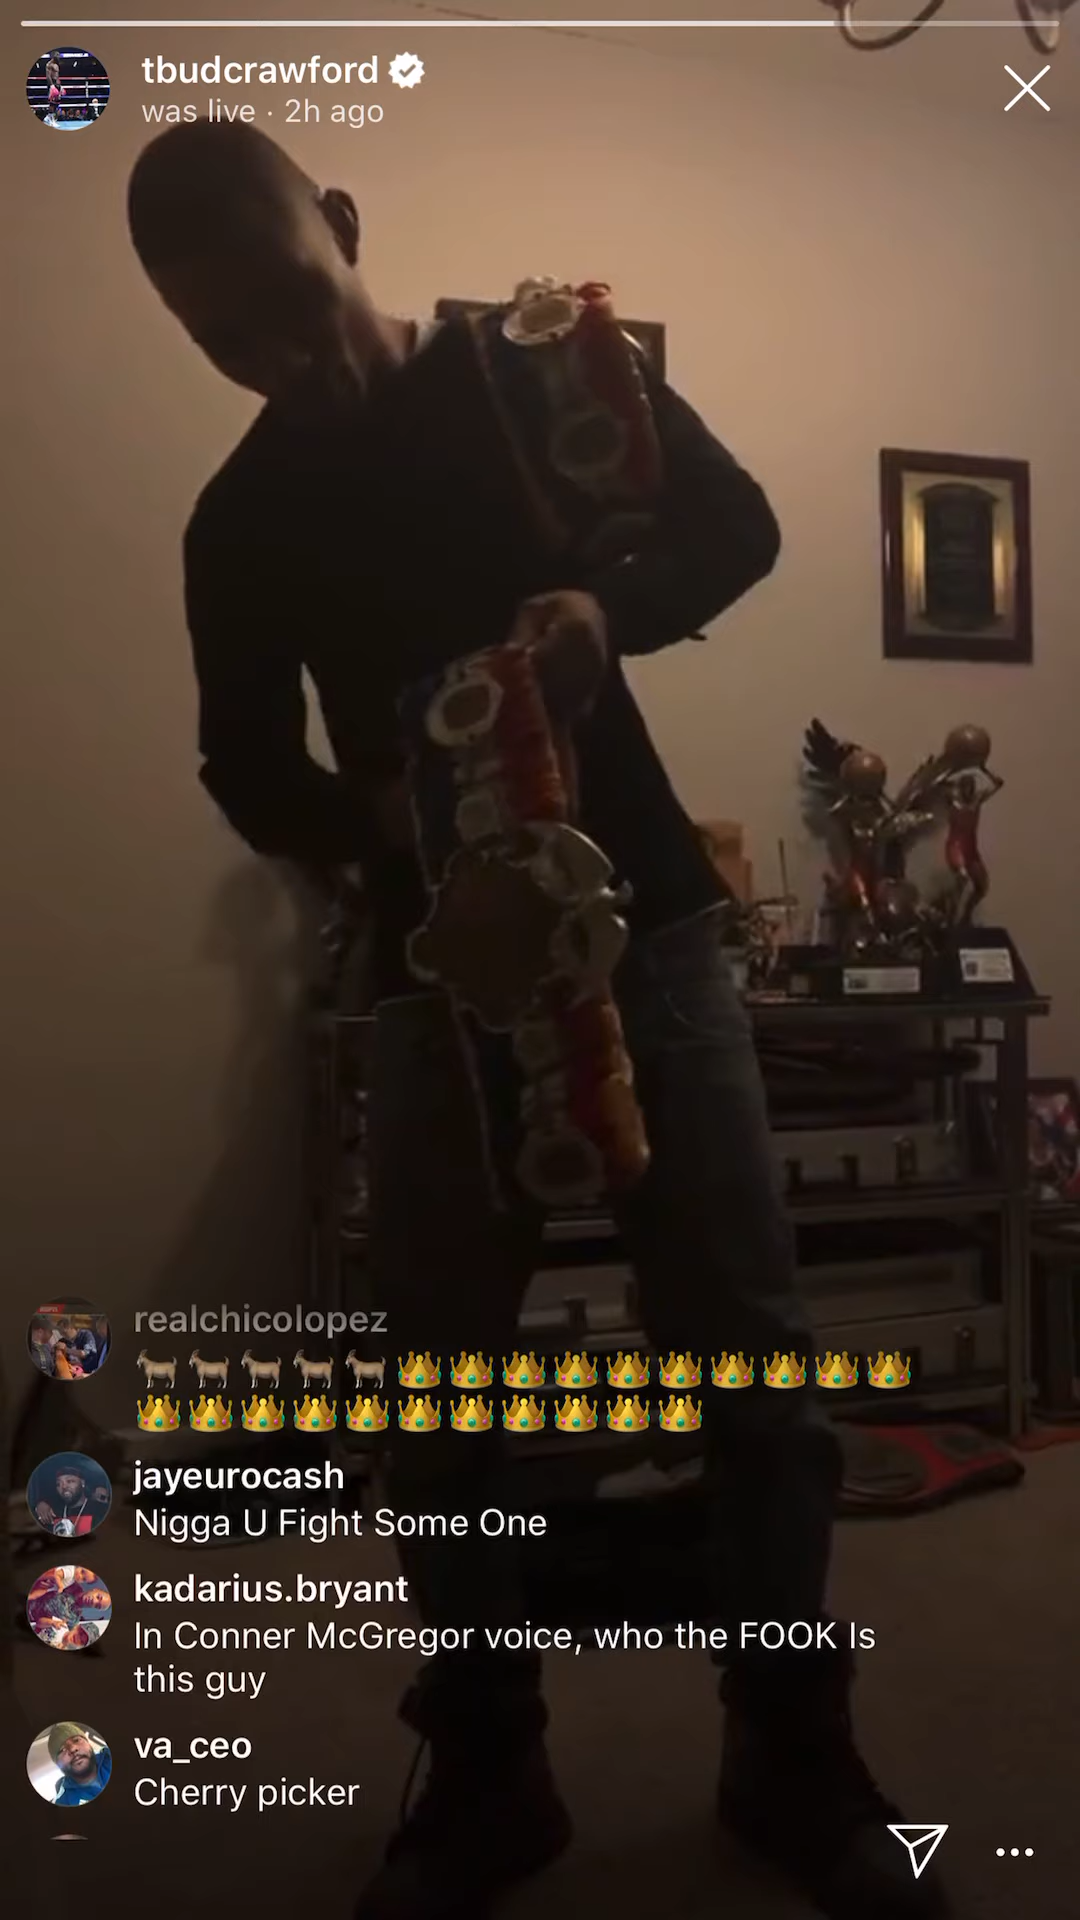 tbudcrawford
was live · 2h ago
realchicolopez
🐐🐐🐐🐐🐐👑👑👑👑👑👑👑👑👑👑
👑👑👑👑👑👑👑👑👑👑👑
jayeurocash
Nigga U Fight Some One
kadarius.bryant
In Conner McGregor voice, who the FOOK Is
this guy
va_ceo
Cherry picker